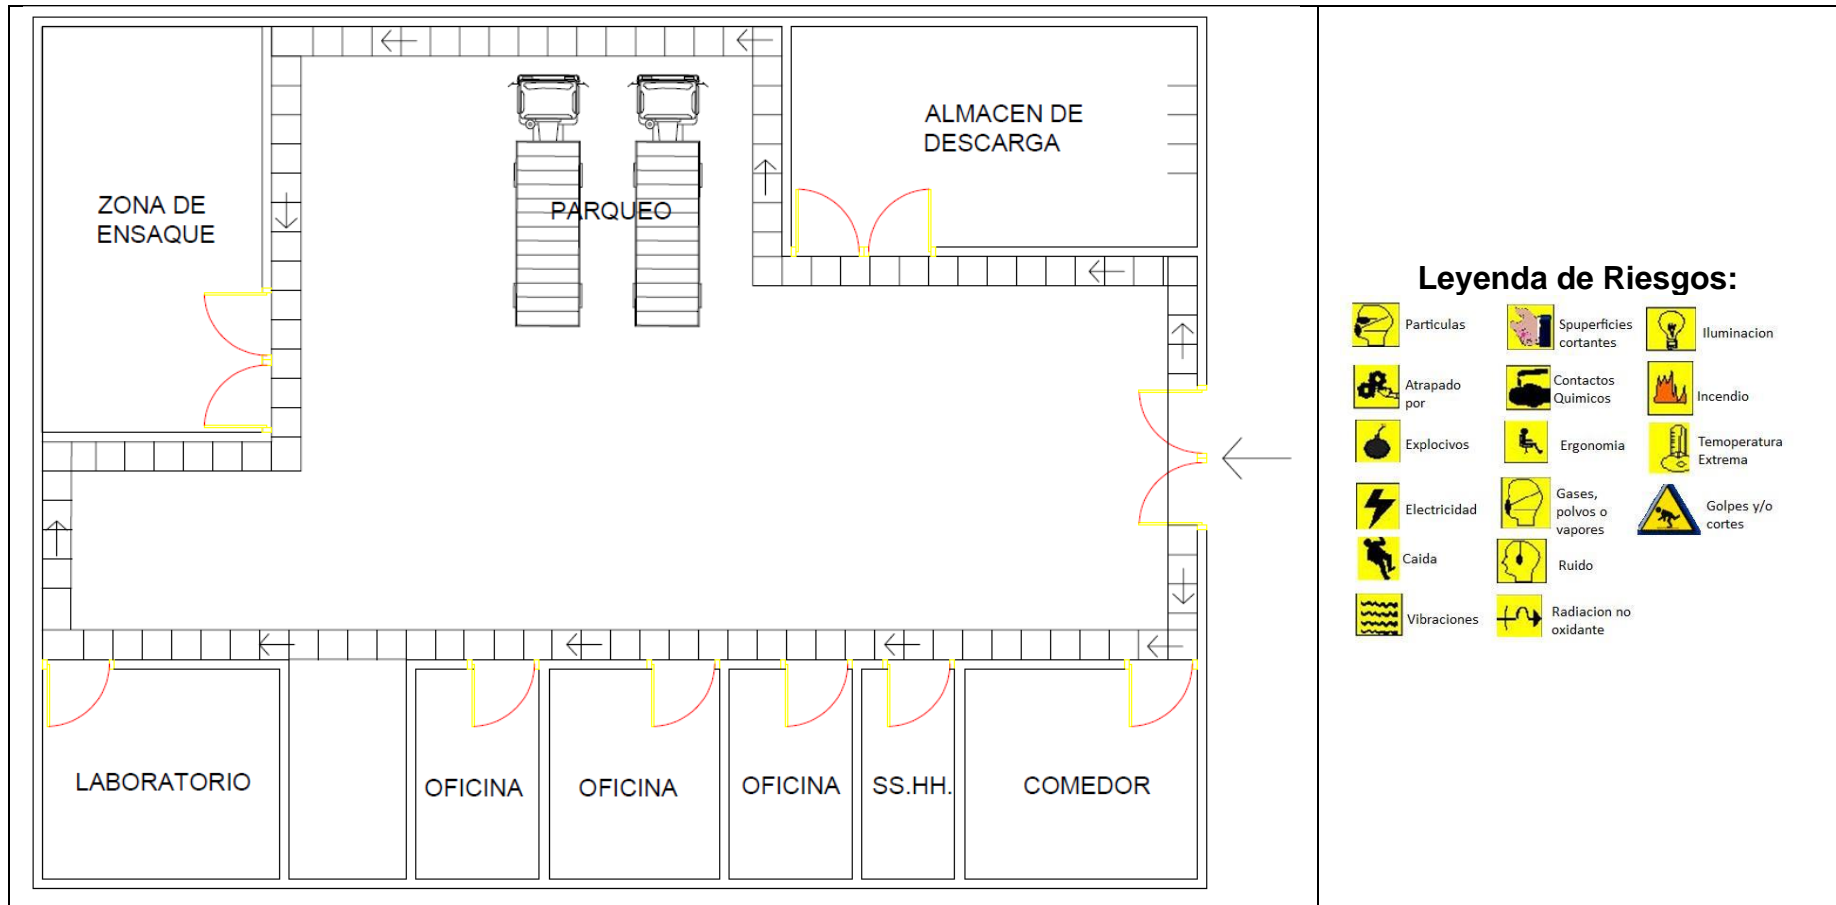 ALMACEN DE
DESCARGA
ZONA DE
ENSAQUE
PARQUEO
LABORATORIO
OFICINA
OFICINA
OFICINA
SS.HH.
COMEDOR
Leyenda de Riesgos:
Particulas
Spuperficies
cortantes
Iluminacion
Atrapado
por
Contactos
Quimicos
Incendio
Explocivos
Ergonomia
Temoperatura
Extrema
Electricidad
Gases,
polvos o
vapores
Golpes y/o
cortes
Caida
Ruido
Vibraciones
Radiacion no
oxidante